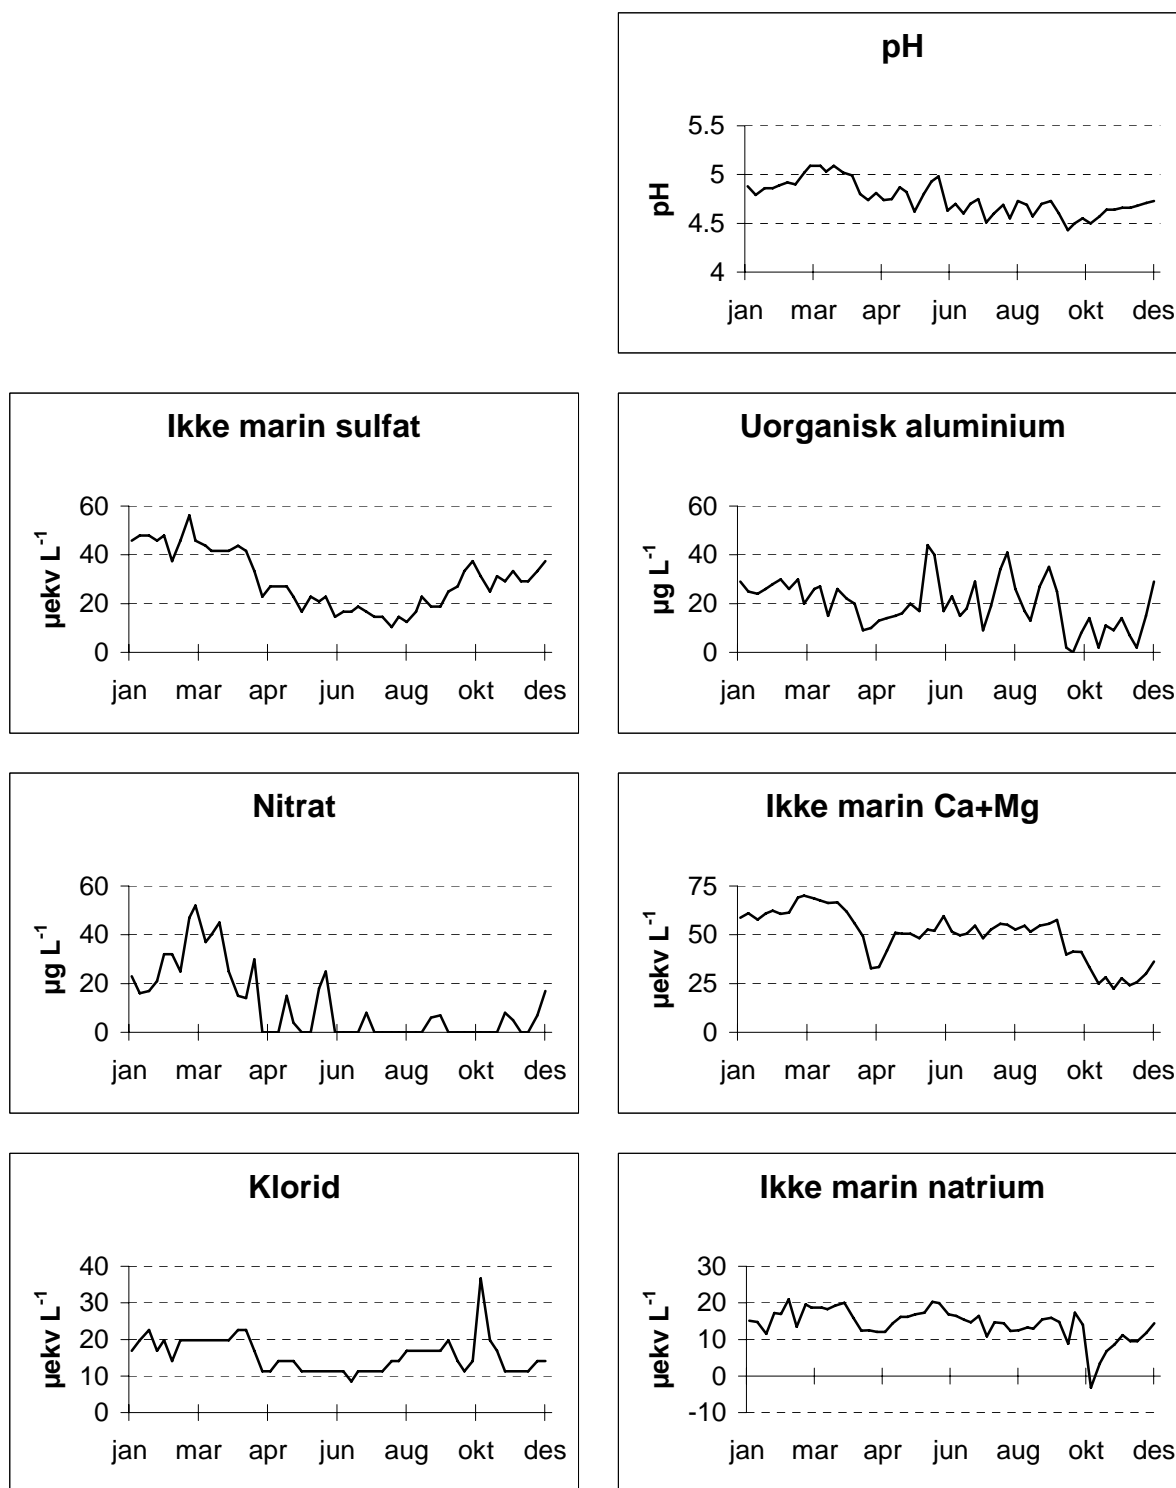 pH
5.5
5
4.5
4
pH
jan mar apr jun aug okt des
Ikke marin sulfat
60
40
20
0
µekv L⁻¹
jan mar apr jun aug okt des
Uorganisk aluminium
60
40
20
0
µg L⁻¹
jan mar apr jun aug okt des
Nitrat
60
40
20
0
µg L⁻¹
jan mar apr jun aug okt des
Ikke marin Ca+Mg
75
50
25
0
µekv L⁻¹
jan mar apr jun aug okt des
Klorid
40
30
20
10
0
µekv L⁻¹
jan mar apr jun aug okt des
Ikke marin natrium
30
20
10
0
-10
µekv L⁻¹
jan mar apr jun aug okt des